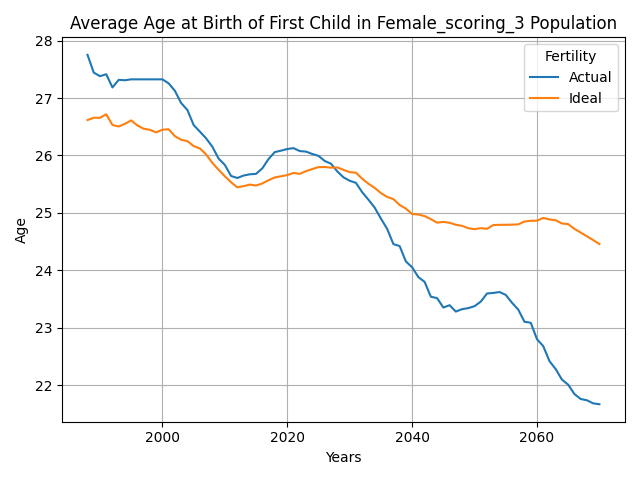 Average Age at Birth of First Child in Female_scoring_3 Population
Fertility
Actual
Ideal
28
27
26
25
24
23
22
Age
2000
2020
2040
2060
Years